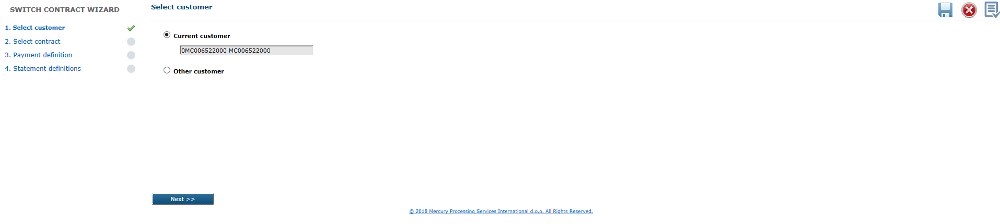 SWITCH CONTRACT WIZARD
1. Select customer
2. Select contract
3. Payment definition
4. Statement definitions
Select customer
Current customer
0MC006522000 MC006522000
Other customer
Next >>
© 2018 Mercury Processing Services International d.o.o. All Rights Reserved.